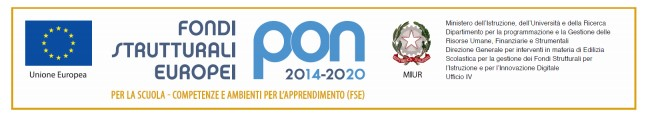 Unione Europea
FONDI
STRUTTURALI
EUROPEI
pon
2014-2020
PER LA SCUOLA - COMPETENZE E AMBIENTI PER L'APPRENDIMENTO (FSE)
MIUR
Ministero dell'Istruzione, dell'Università e della Ricerca
Dipartimento per la programmazione e la Gestione delle
Risorse Umane, Finanziarie e Strumentali
Direzione Generale per interventi in materia di Edilizia
Scolastica per la gestione dei Fondi Strutturali per
l'Istruzione e per l'Innovazione Digitale
Ufficio IV